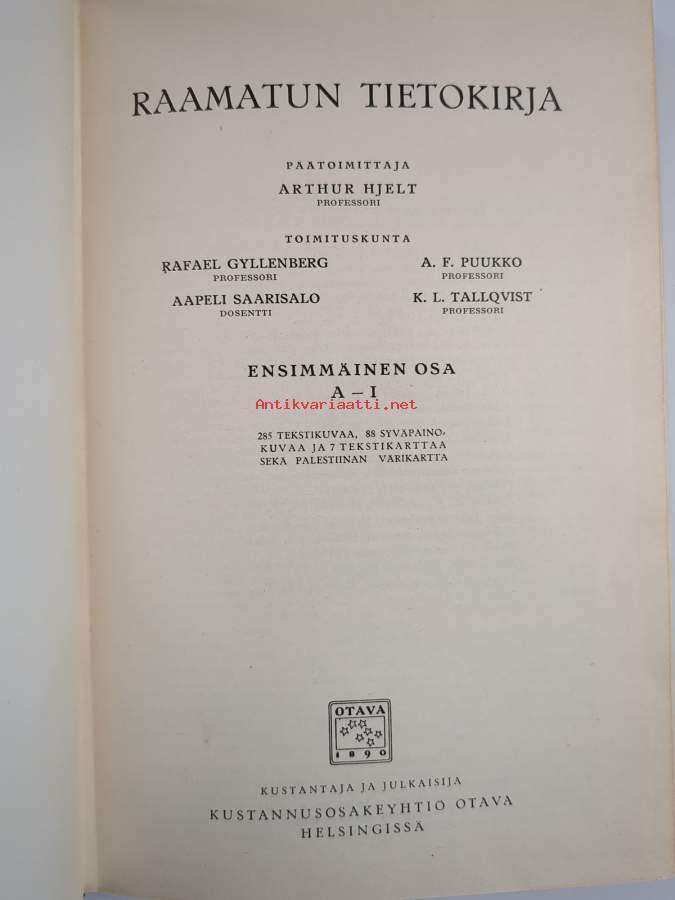 RAAMATUN TIETOKIRJA
PÄÄTOIMITTAJA
ARTHUR HJELT
PROFESSORI
TOIMITUSKUNTA
RAFAEL GYLLENBERG
PROFESSORI
A. F. PUUKKO
PROFESSORI
AAPELI SAARISALO
DOSENTTI
K. L. TALLQVIST
PROFESSORI
ENSIMMÄINEN OSA
A – I
Antikvariaatti.net
285 TEKSTIKUVAA, 88 SYVÄPAINO-
KUVAA JA 7 TEKSTIKARTTAA
SEKÄ PALESTIINAN VÄRIKARTTA
OTAVA
1890
KUSTANTAJA JA JULKAISIJA
KUSTANNUSOSAKEYHTIÖ OTAVA
HELSINGISSÄ